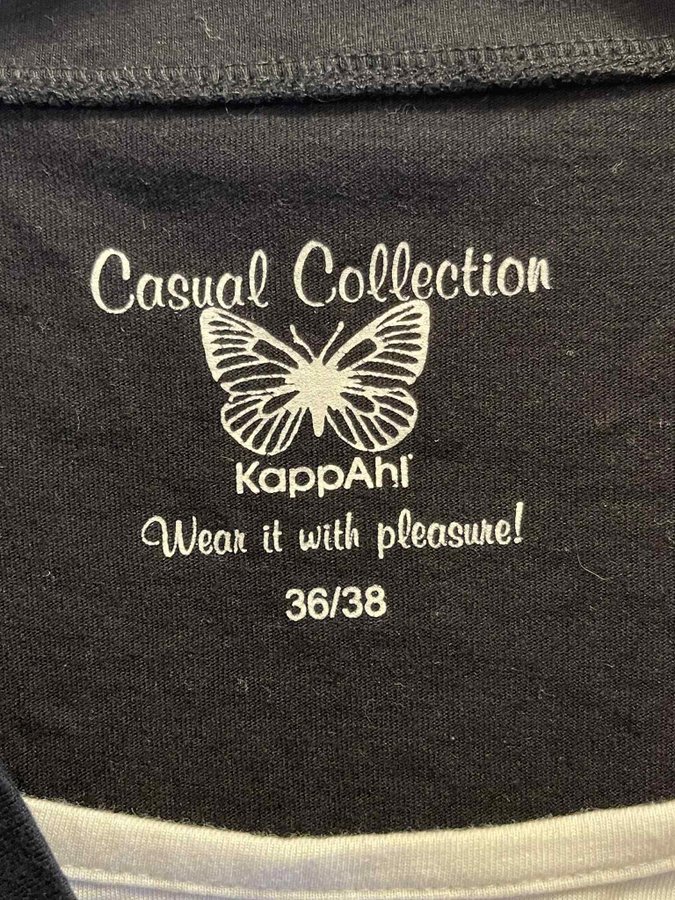 Casual Collection
KappAhl
Wear it with pleasure!
36/38